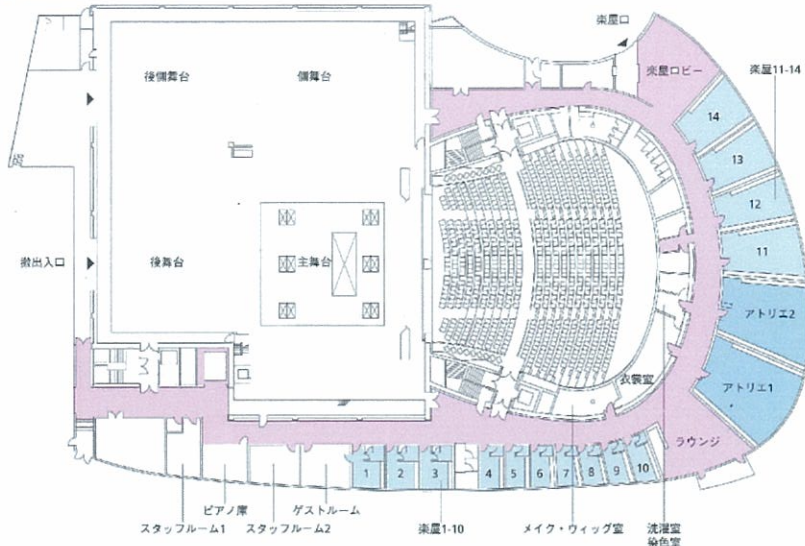 楽屋口
楽屋ロビー
楽屋11-14
後側舞台
側舞台
14
13
12
11
搬出入口
後舞台
主舞台
アトリエ2
アトリエ1
衣裳室
ラウンジ
1
2
3
4
5
6
7
8
9
10
ピアノ庫
ゲストルーム
スタッフルーム1
スタッフルーム2
楽屋1-10
メイク・ウィッグ室
洗濯室
染色室